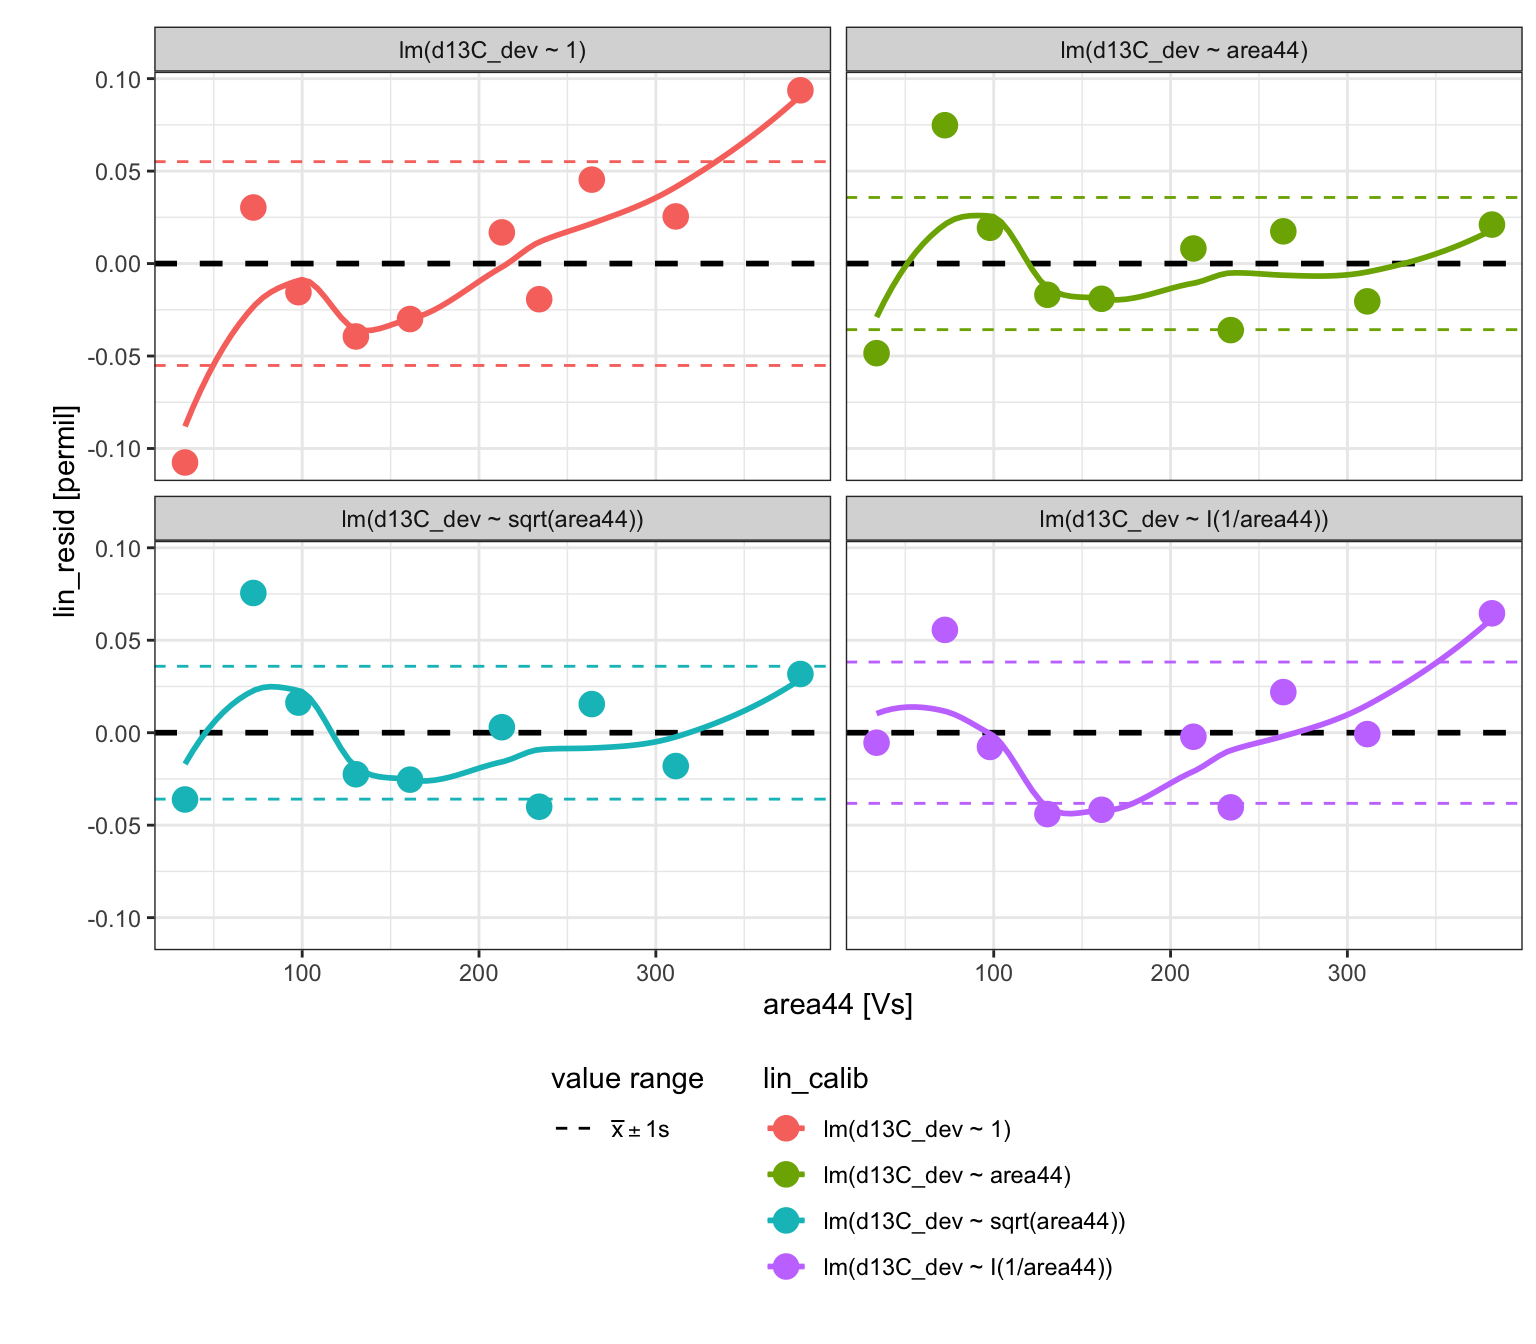 lm(d13C_dev ~ 1)
lm(d13C_dev ~ area44)
0.10
0.05
0.00
-0.05
-0.10
lm(d13C_dev ~ sqrt(area44))
lm(d13C_dev ~ I(1/area44))
0.10
0.05
0.00
-0.05
-0.10
lin_resid [permil]
100
200
300
100
200
300
area44 [Vs]
value range
x̅ ± 1s
lin_calib
lm(d13C_dev ~ 1)
lm(d13C_dev ~ area44)
lm(d13C_dev ~ sqrt(area44))
lm(d13C_dev ~ I(1/area44))